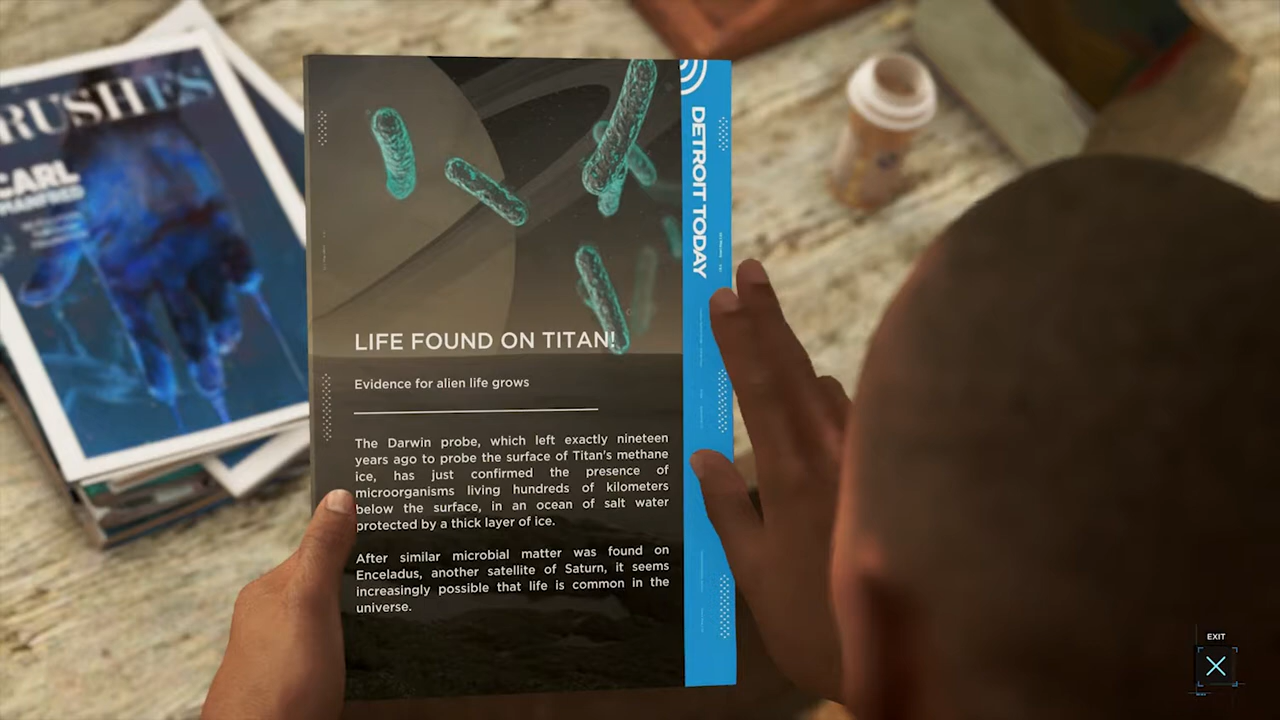 RUSHES
CARL
MANFRED
DETROIT TODAY
LIFE FOUND ON TITAN!
Evidence for alien life grows
The Darwin probe, which left exactly nineteen
years ago to probe the surface of Titan's methane
ice, has just confirmed the presence of
microorganisms living hundreds of kilometers
below the surface, in an ocean of salt water
protected by a thick layer of ice.
After similar microbial matter was found on
Enceladus, another satellite of Saturn, it seems
increasingly possible that life is common in the
universe.
EXIT